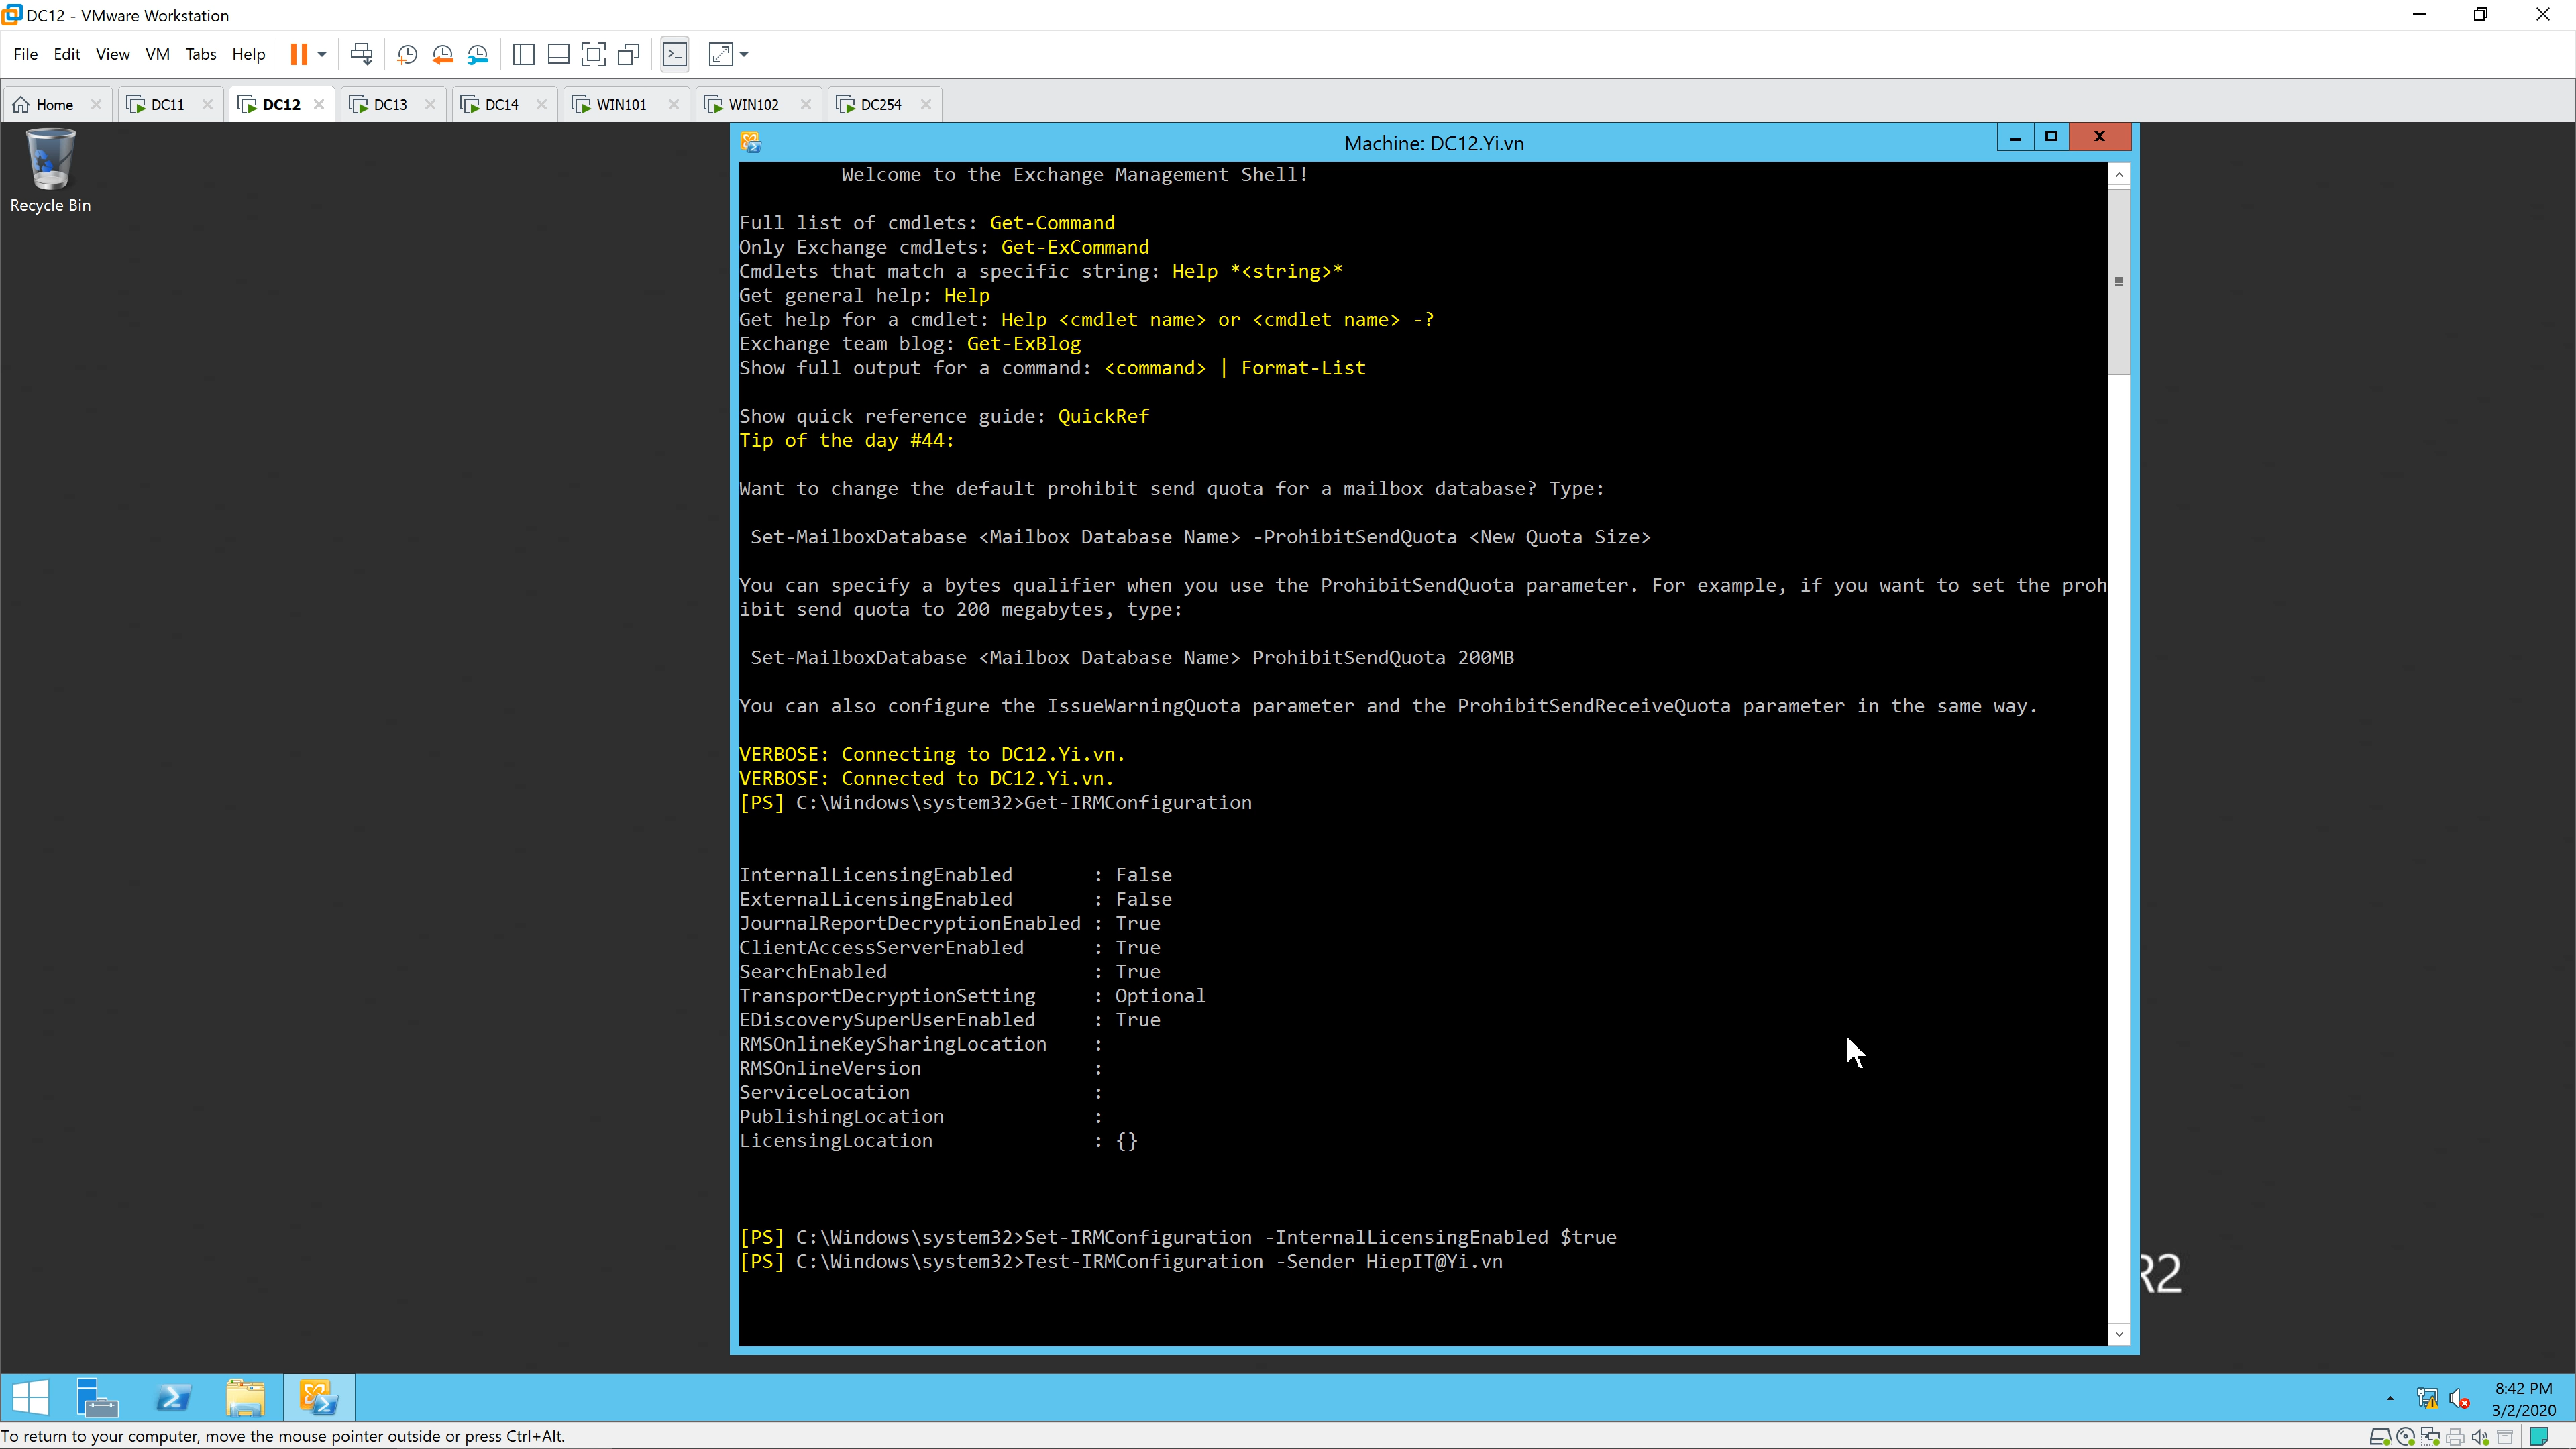 DC12 - VMware Workstation
File Edit View VM Tabs Help
Home DC11 DC12 DC13 DC14 WIN101 WIN102 DC254
Recycle Bin
Machine: DC12.Yi.vn
Welcome to the Exchange Management Shell!
Full list of cmdlets: Get-Command
Only Exchange cmdlets: Get-ExCommand
Cmdlets that match a specific string: Help *<string>*
Get general help: Help
Get help for a cmdlet: Help <cmdlet name> or <cmdlet name> -?
Exchange team blog: Get-ExBlog
Show full output for a command: <command> | Format-List
Show quick reference guide: QuickRef
Tip of the day #44:
Want to change the default prohibit send quota for a mailbox database? Type:
Set-MailboxDatabase <Mailbox Database Name> -ProhibitSendQuota <New Quota Size>
You can specify a bytes qualifier when you use the ProhibitSendQuota parameter. For example, if you want to set the proh
ibit send quota to 200 megabytes, type:
Set-MailboxDatabase <Mailbox Database Name> ProhibitSendQuota 200MB
You can also configure the IssueWarningQuota parameter and the ProhibitSendReceiveQuota parameter in the same way.
VERBOSE: Connecting to DC12.Yi.vn.
VERBOSE: Connected to DC12.Yi.vn.
[PS] C:\Windows\system32>Get-IRMConfiguration
InternalLicensingEnabled : False
ExternalLicensingEnabled : False
JournalReportDecryptionEnabled : True
ClientAccessServerEnabled : True
SearchEnabled : True
TransportDecryptionSetting : Optional
EDiscoverySuperUserEnabled : True
RMSOnlineKeySharingLocation :
RMSOnlineVersion :
ServiceLocation :
PublishingLocation :
LicensingLocation : {}
[PS] C:\Windows\system32>Set-IRMConfiguration -InternalLicensingEnabled $true
[PS] C:\Windows\system32>Test-IRMConfiguration -Sender HiepIT@Yi.vn
R2
8:42 PM
3/2/2020
To return to your computer, move the mouse pointer outside or press Ctrl+Alt.